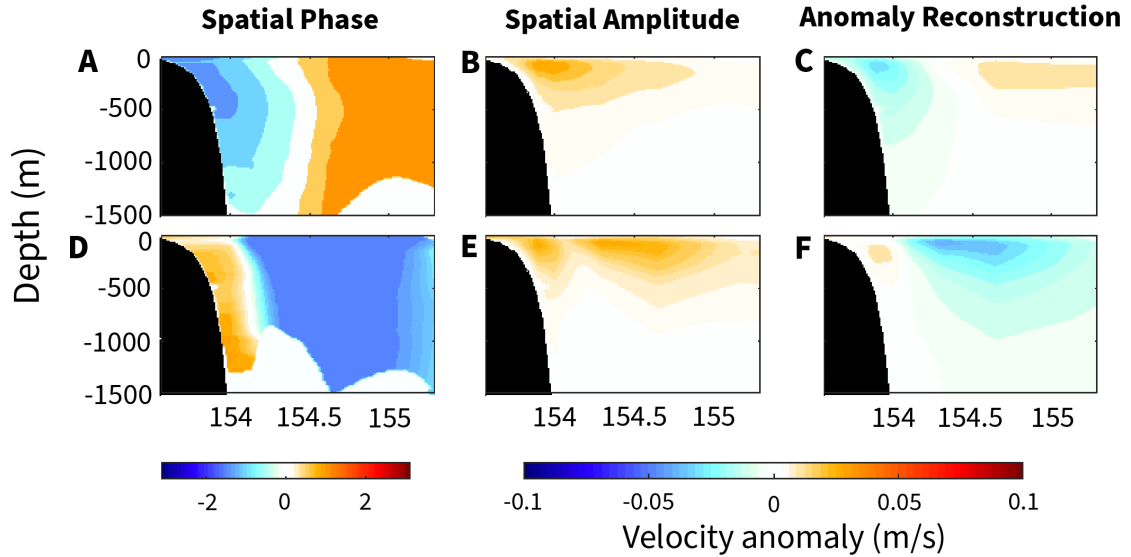 Spatial Phase Spatial Amplitude Anomaly Reconstruction
A B C
0
-500
-1000
-1500
D E F
0
-500
-1000
-1500
Depth (m)
154 154.5 155 154 154.5 155 154 154.5 155
-2 0 2 -0.1 -0.05 0 0.05 0.1
Velocity anomaly (m/s)